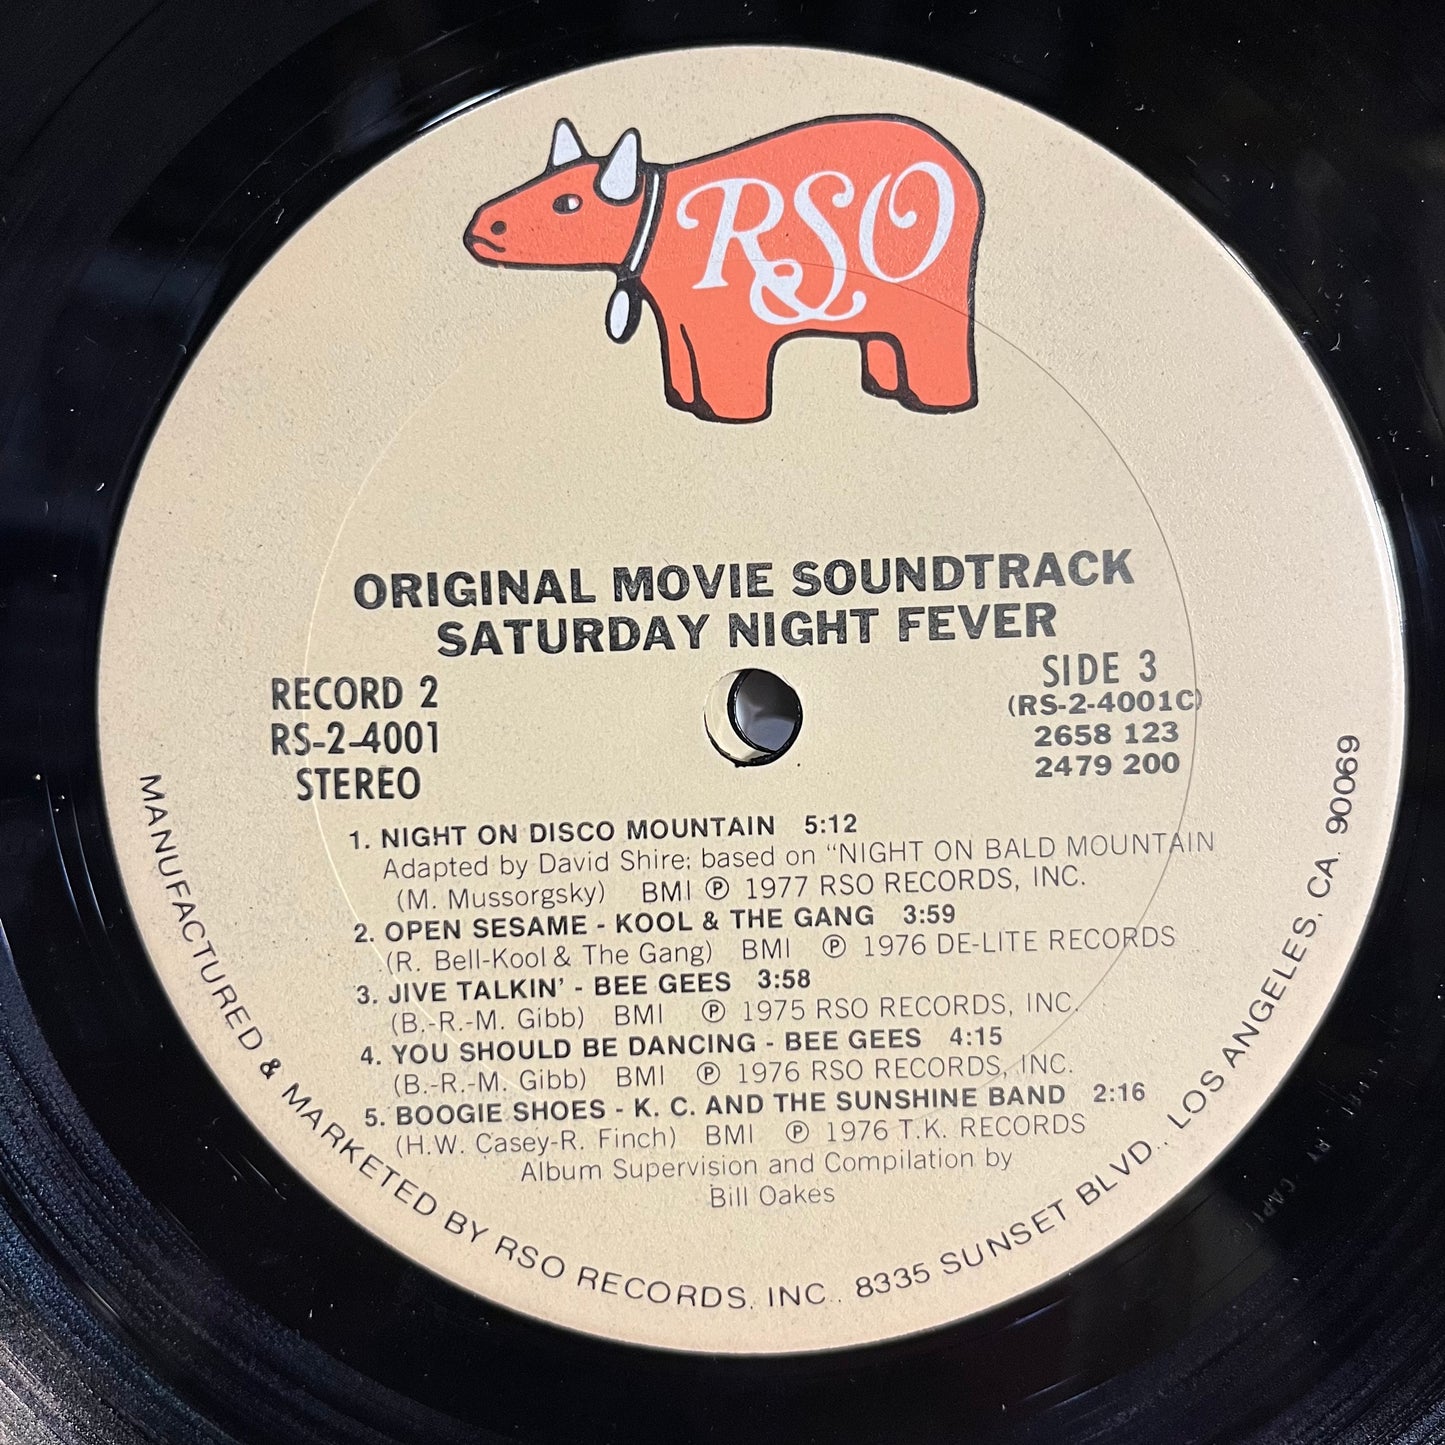 RSO
ORIGINAL MOVIE SOUNDTRACK
SATURDAY NIGHT FEVER
RECORD 2
RS-2-4001
STEREO
SIDE 3
(RS-2-4001C)
2658 123
2479 200
1. NIGHT ON DISCO MOUNTAIN 5:12
Adapted by David Shire: based on "NIGHT ON BALD MOUNTAIN
(M. Mussorgsky) BMI ℗ 1977 RSO RECORDS, INC.
2. OPEN SESAME - KOOL & THE GANG 3:59
(R. Bell-Kool & The Gang) BMI ℗ 1976 DE-LITE RECORDS
3. JIVE TALKIN' - BEE GEES 3:58
(B.-R.-M. Gibb) BMI ℗ 1975 RSO RECORDS, INC.
4. YOU SHOULD BE DANCING - BEE GEES 4:15
(B.-R.-M. Gibb) BMI ℗ 1976 RSO RECORDS, INC.
5. BOOGIE SHOES - K. C. AND THE SUNSHINE BAND 2:16
(H.W. Casey-R. Finch) BMI ℗ 1976 T.K. RECORDS
Album Supervision and Compilation by
Bill Oakes
MANUFACTURED & MARKETED BY RSO RECORDS, INC., 8335 SUNSET BLVD., LOS ANGELES, CA. 90069